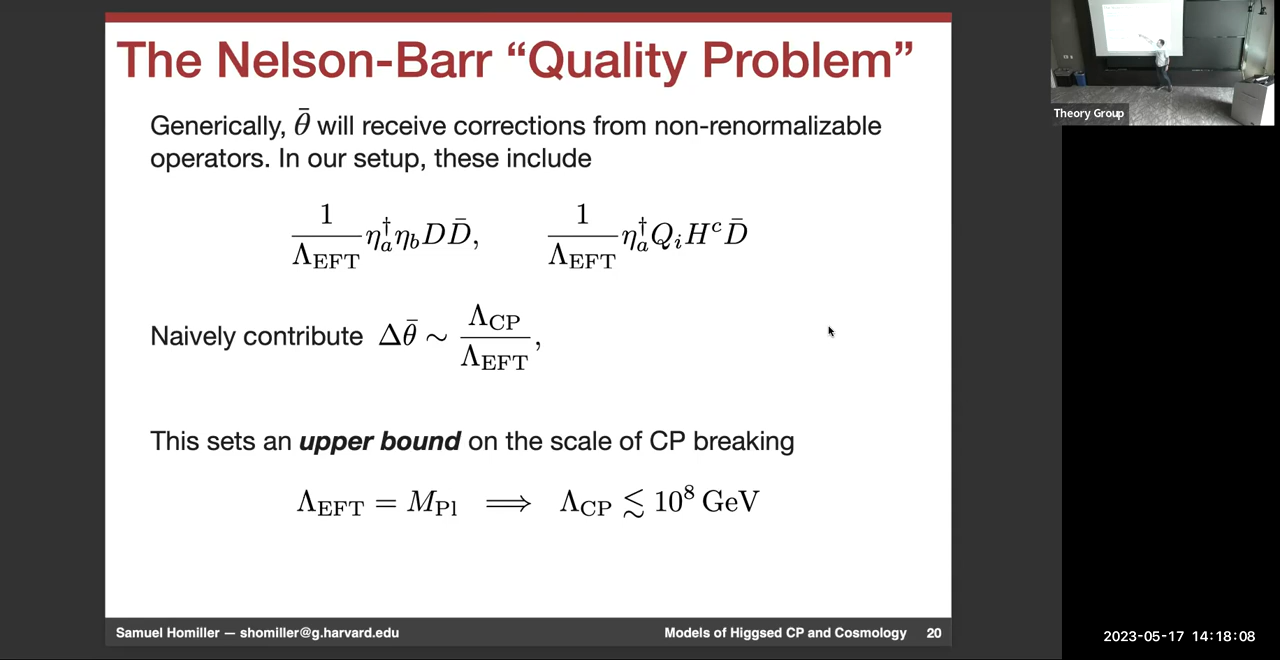 The Nelson-Barr “Quality Problem”
Generically, θ̄ will receive corrections from non-renormalizable
operators. In our setup, these include
1/Λ_EFT η_a^† η_b D D̄,    1/Λ_EFT η_a^† Q_i H^c D̄
Naively contribute Δθ̄ ∼ Λ_CP/Λ_EFT,
This sets an upper bound on the scale of CP breaking
Λ_EFT = M_Pl ⟹ Λ_CP ≲ 10^8 GeV
Samuel Homiller — shomiller@g.harvard.edu
Models of Higgsed CP and Cosmology 20
Theory Group
2023-05-17 14:18:08